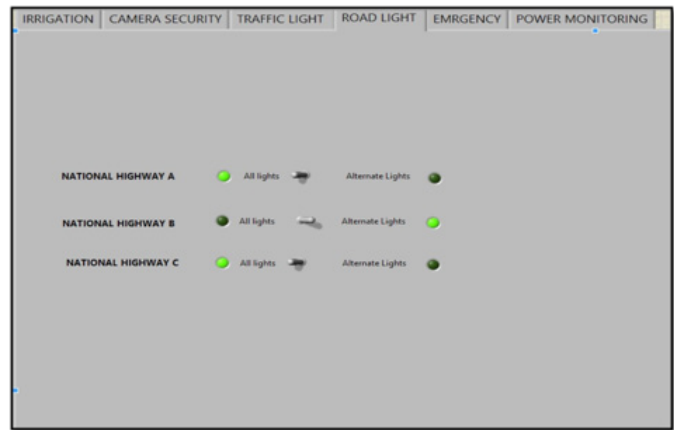 IRRIGATION CAMERA SECURITY TRAFFIC LIGHT ROAD LIGHT EMRGENCY POWER MONITORING
NATIONAL HIGHWAY A All lights Alternate Lights
NATIONAL HIGHWAY B All lights Alternate Lights
NATIONAL HIGHWAY C All lights Alternate Lights